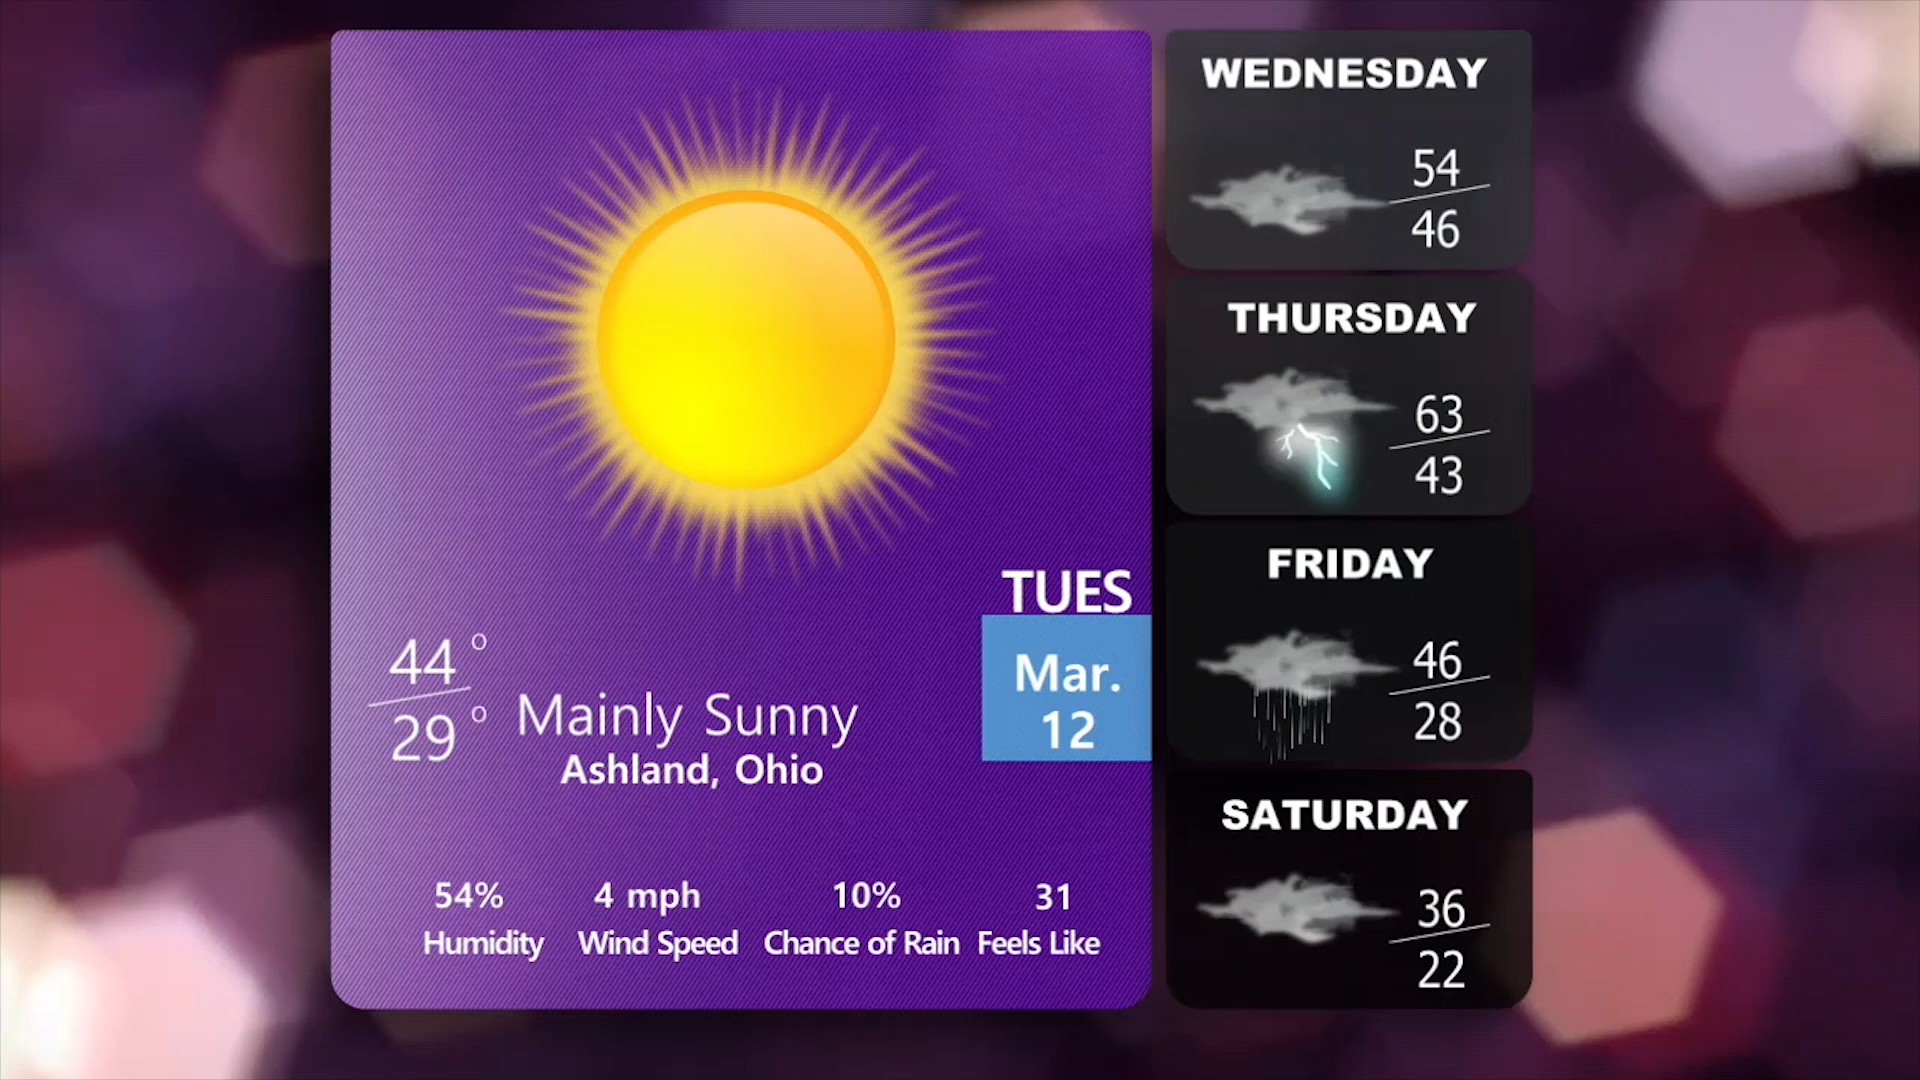 44°
29°
Mainly Sunny
Ashland, Ohio
TUES
Mar.
12
54%
Humidity
4 mph
Wind Speed
10%
Chance of Rain
31
Feels Like
WEDNESDAY
54
46
THURSDAY
63
43
FRIDAY
46
28
SATURDAY
36
22